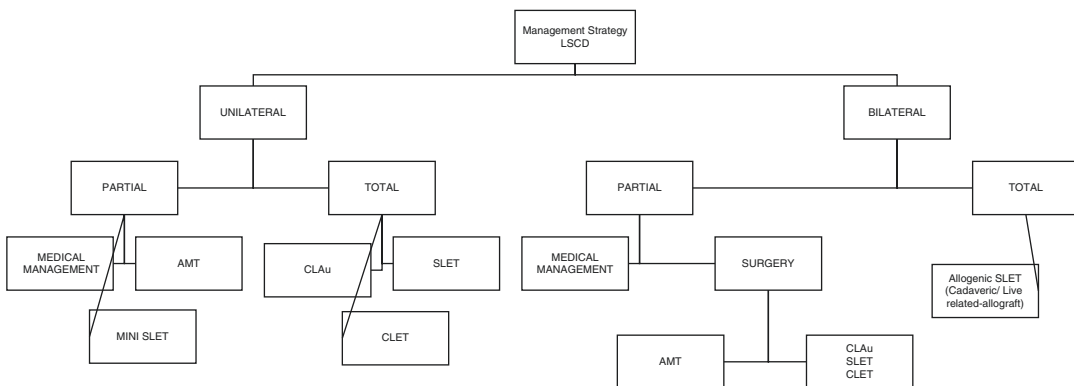 Management Strategy
LSCD
UNILATERAL
BILATERAL
PARTIAL
TOTAL
PARTIAL
TOTAL
MEDICAL
MANAGEMENT
AMT
CLAu
SLET
MEDICAL
MANAGEMENT
SURGERY
Allogenic SLET
(Cadaveric/ Live
related-allograft)
MINI SLET
CLET
AMT
CLAu
SLET
CLET